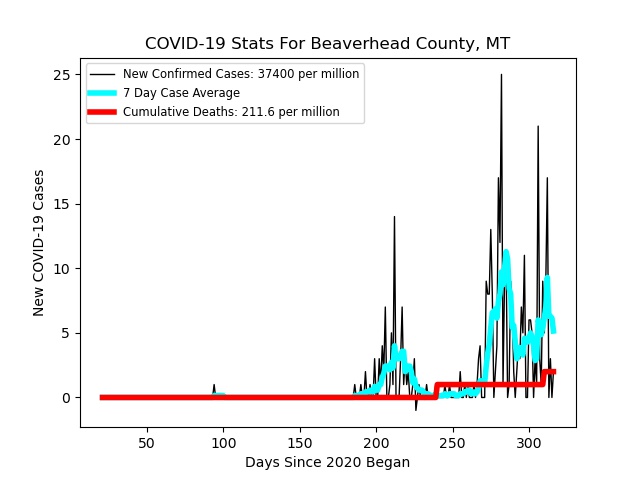 COVID-19 Stats For Beaverhead County, MT
New Confirmed Cases: 37400 per million
7 Day Case Average
Cumulative Deaths: 211.6 per million
New COVID-19 Cases
25
20
15
10
5
0
50 100 150 200 250 300
Days Since 2020 Began